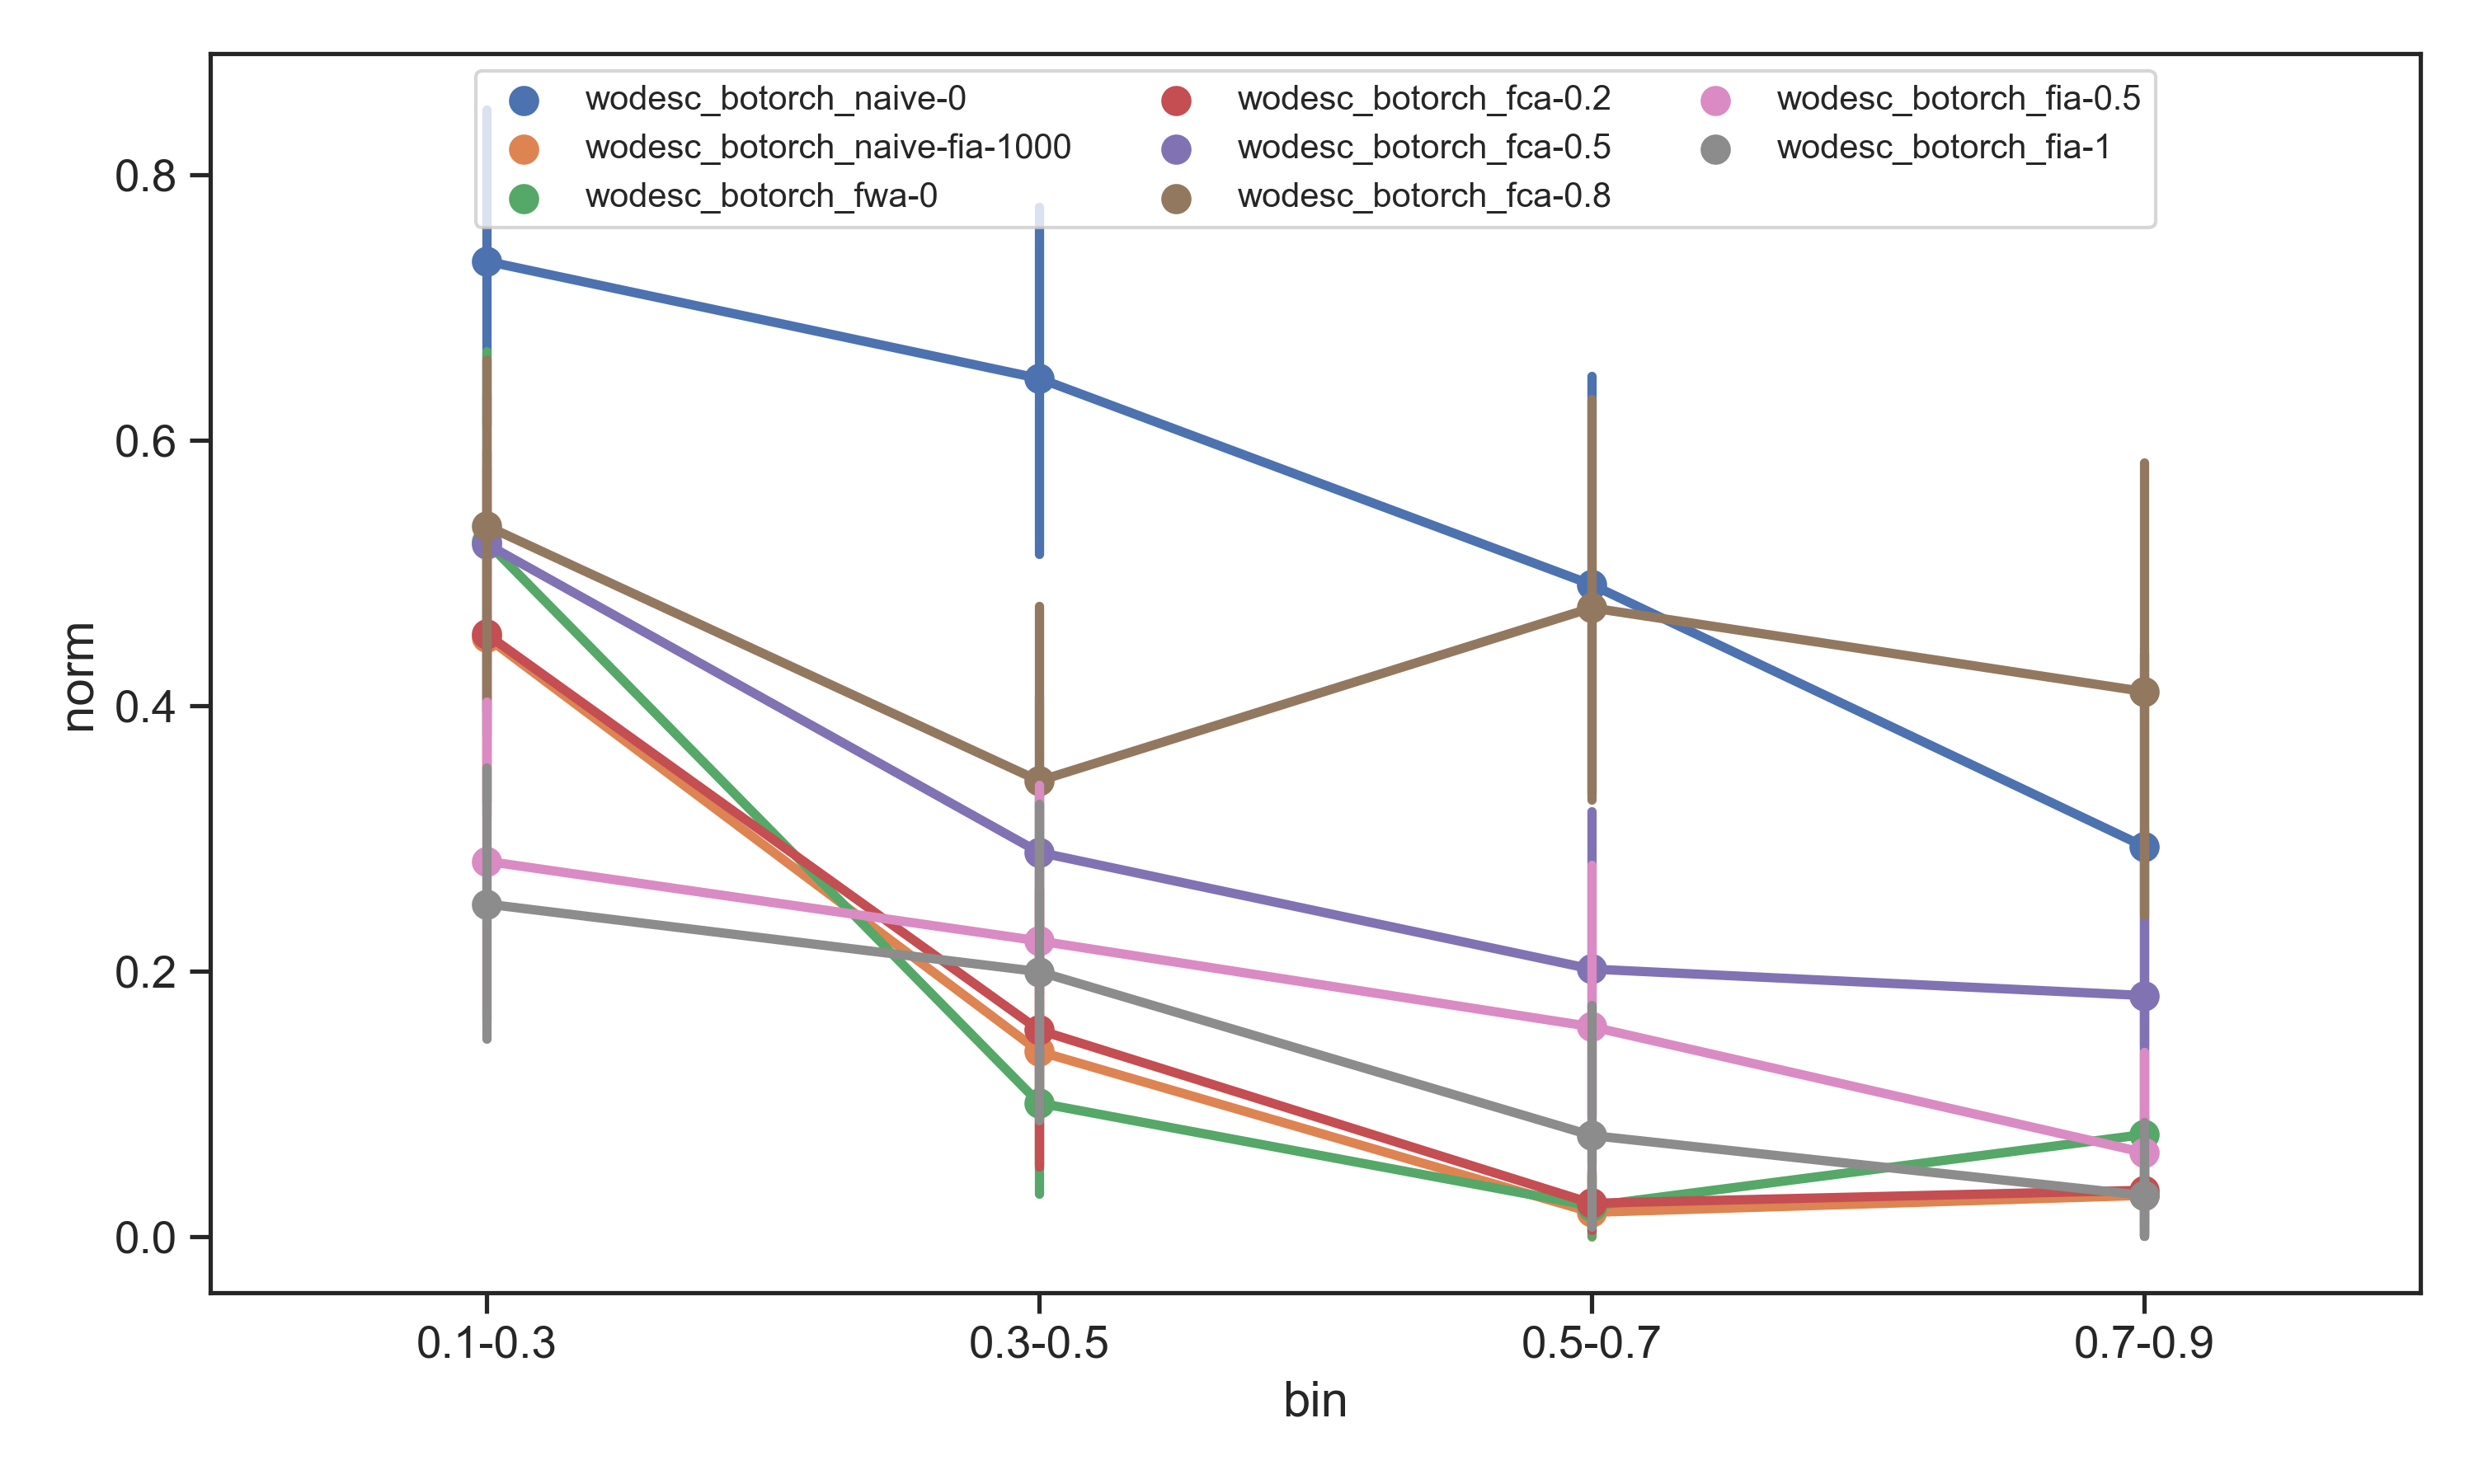 wodesc_botorch_naive-0
wodesc_botorch_naive-fia-1000
wodesc_botorch_fwa-0
wodesc_botorch_fca-0.2
wodesc_botorch_fca-0.5
wodesc_botorch_fca-0.8
wodesc_botorch_fia-0.5
wodesc_botorch_fia-1
norm
0.8
0.6
0.4
0.2
0.0
0.1-0.3
0.3-0.5
0.5-0.7
0.7-0.9
bin